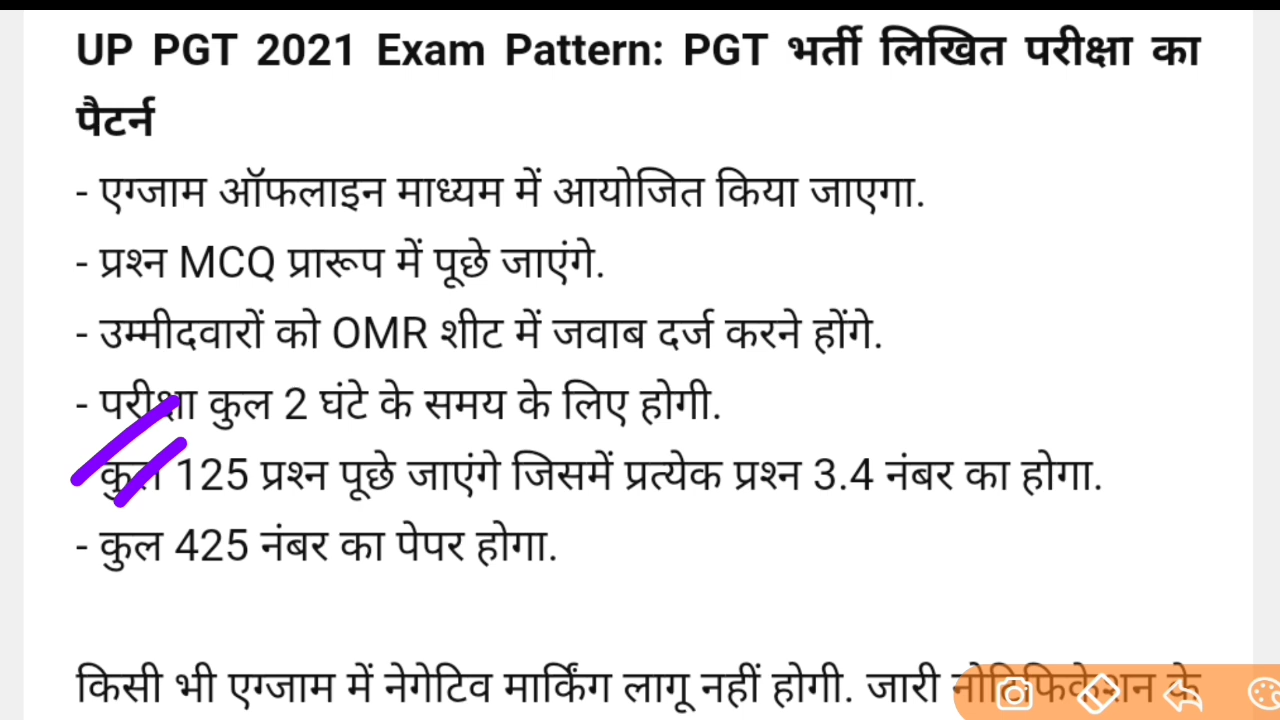 UP PGT 2021 Exam Pattern: PGT भर्ती लिखित परीक्षा का
पैटर्न
- एग्जाम ऑफलाइन माध्यम में आयोजित किया जाएगा.
- प्रश्न MCQ प्रारूप में पूछे जाएंगे.
- उम्मीदवारों को OMR शीट में जवाब दर्ज करने होंगे.
- परीक्षा कुल 2 घंटे के समय के लिए होगी.
कुल 125 प्रश्न पूछे जाएंगे जिसमें प्रत्येक प्रश्न 3.4 नंबर का होगा.
- कुल 425 नंबर का पेपर होगा.
किसी भी एग्जाम में नेगेटिव मार्किंग लागू नहीं होगी. जारी नोटिफिकेशन के